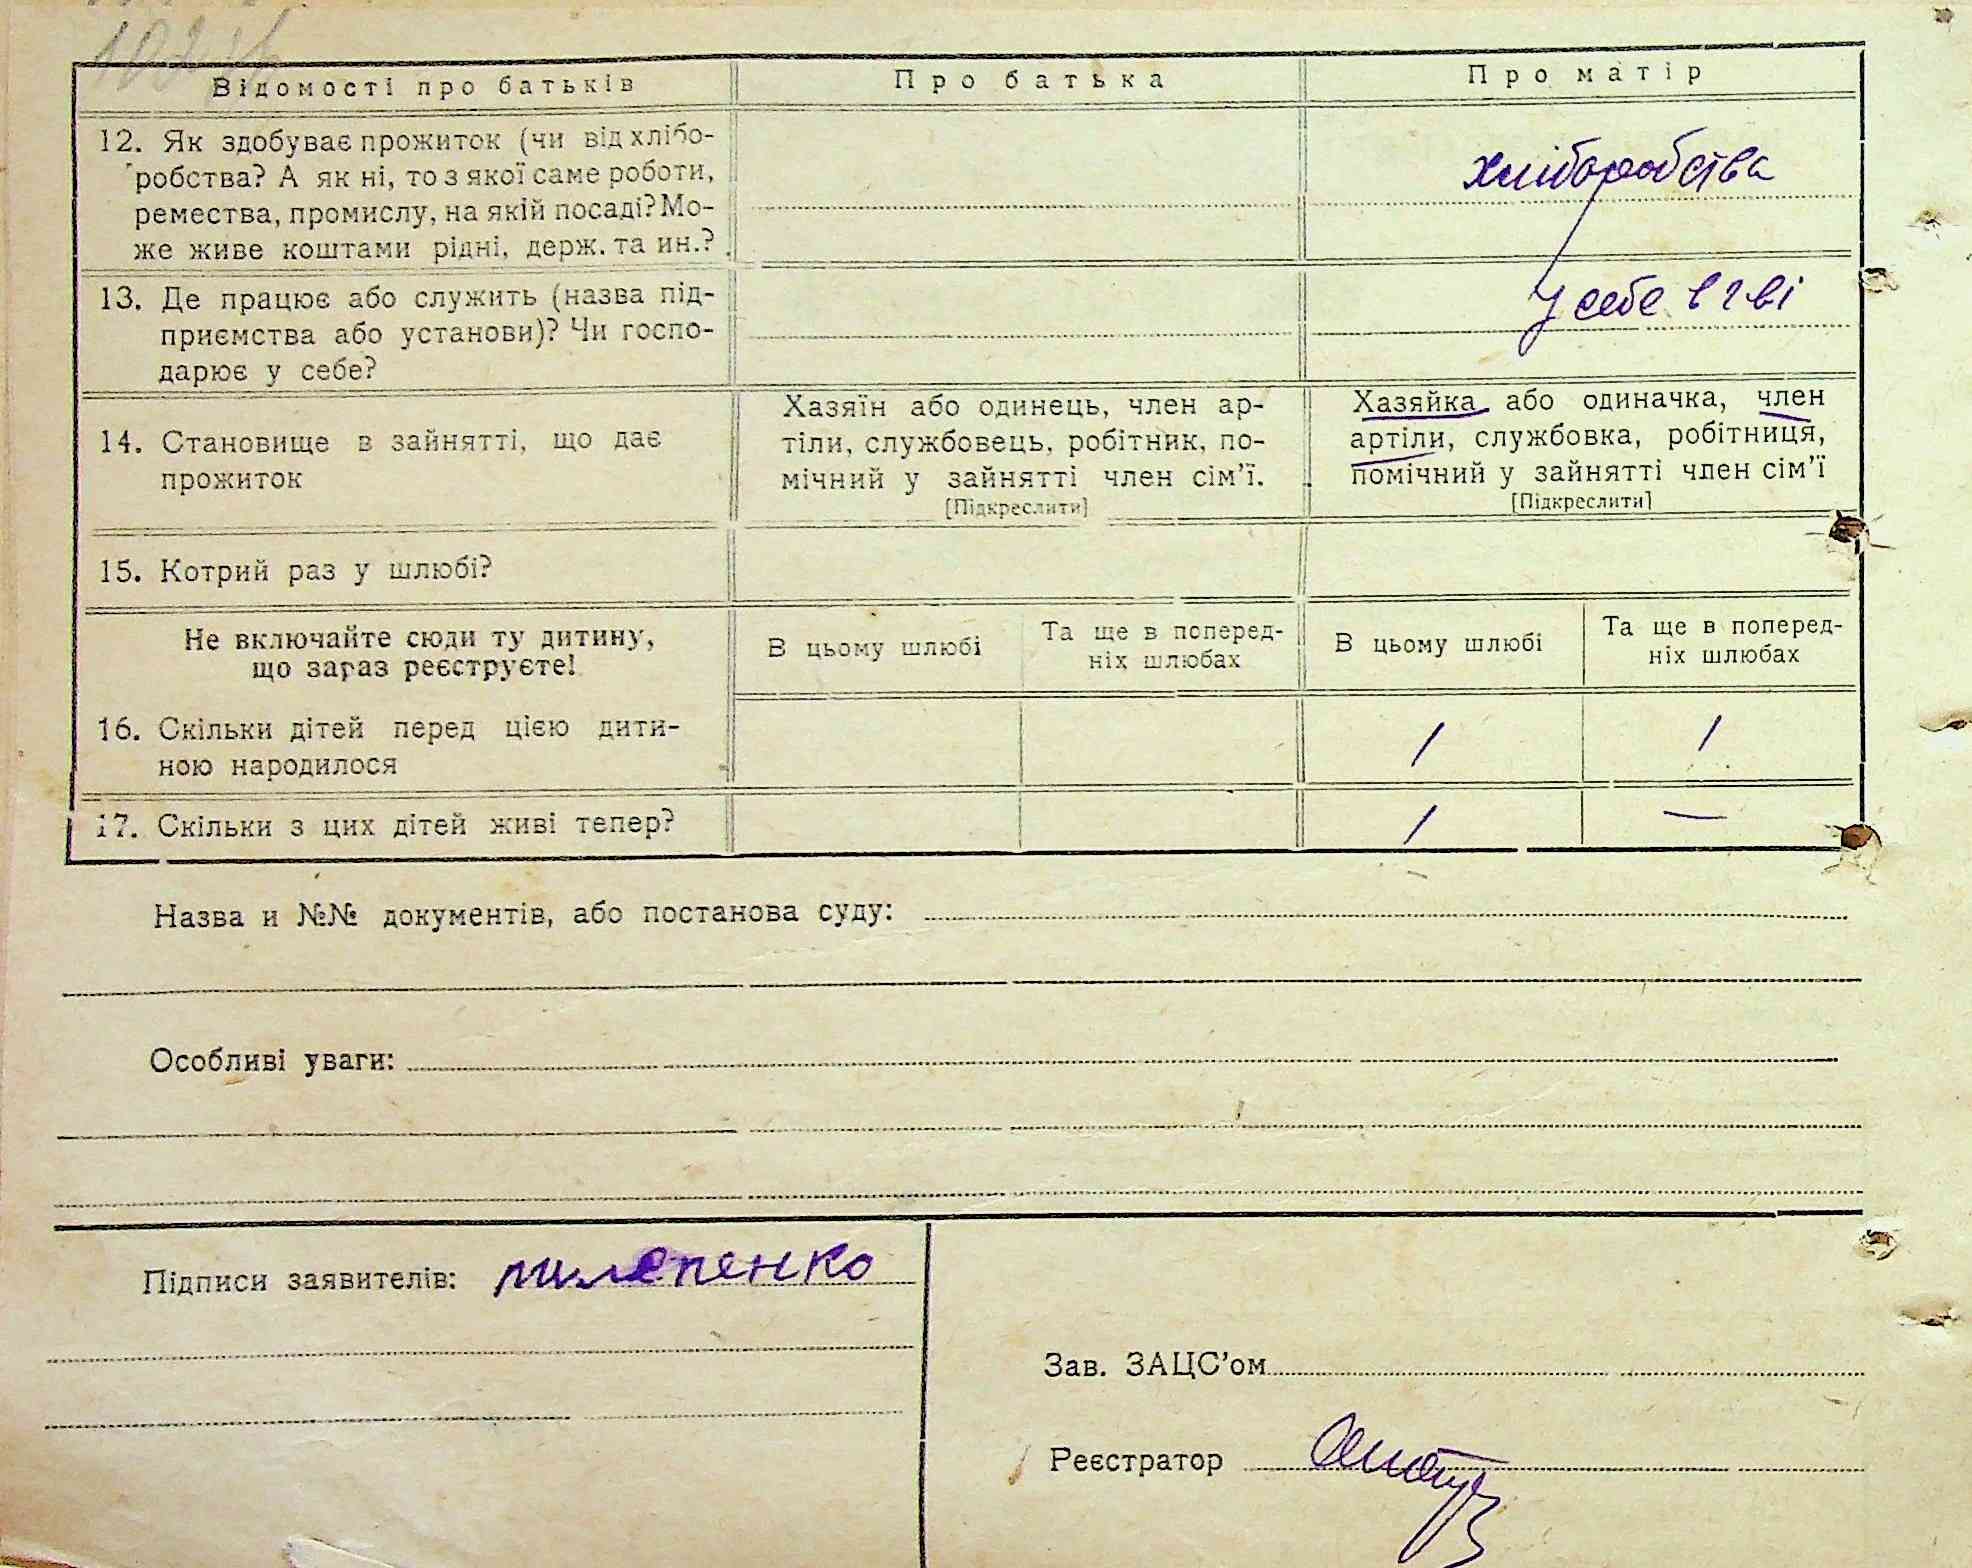 Відомості про батьків
Про батька
Про матір
12. Як здобуває прожиток (чи від хлібо-
робства? А як ні, то з якої саме роботи,
ремества, промислу, на якій посаді? Мо-
же живе коштами рідні, держ. та ин.?
хліборобства
13. Де працює або служить (назва під-
приємства або установи)? Чи госпо-
дарює у себе?
у себе в г ві
14. Становище в зайнятті, що дає
прожиток
Хазяїн або одинець, член ар-
тіли, службовець, робітник, по-
мічний у зайнятті член сім’ї.
[Підкреслити]
Хазяйка або одиначка, член
артіли, службовка, робітниця,
помічний у зайнятті член сім’ї
[Підкреслити]
15. Котрий раз у шлюбі?
Не включайте сюди ту дитину,
що зараз реєструєте!
В цьому шлюбі
Та ще в поперед-
ніх шлюбах
В цьому шлюбі
Та ще в поперед-
ніх шлюбах
16. Скільки дітей перед цією дити-
ною народилося
1
1
17. Скільки з цих дітей живі тепер?
1
—
Назва и №№ документів, або постанова суду:
Особливі уваги:
Підписи заявителів: пилепенко
Зав. ЗАЦС’ом
Реєстратор